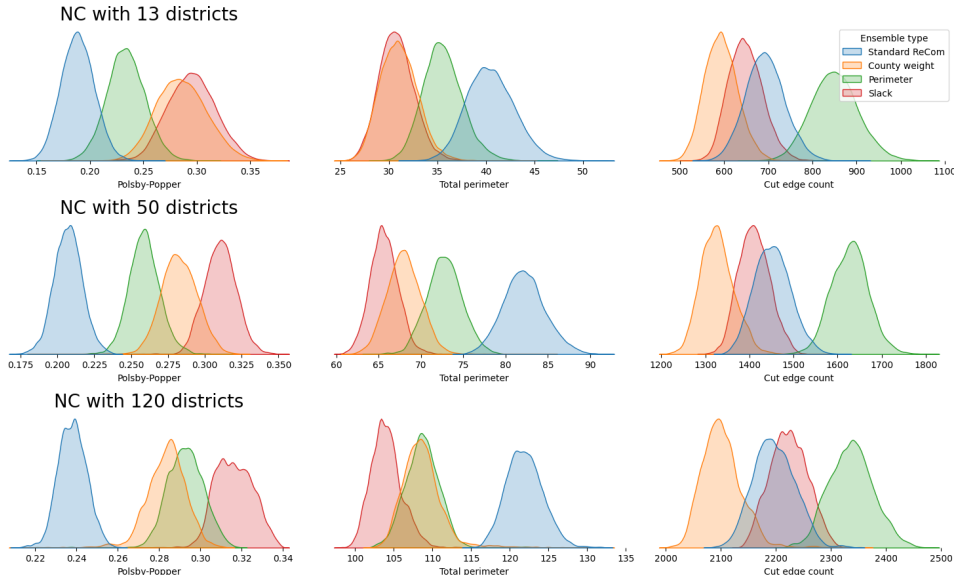 NC with 13 districts
Ensemble type
Standard ReCom
County weight
Perimeter
Slack
0.15 0.20 0.25 0.30 0.35
Polsby-Popper
25 30 35 40 45 50
Total perimeter
500 600 700 800 900 1000 1100
Cut edge count
NC with 50 districts
0.175 0.200 0.225 0.250 0.275 0.300 0.325 0.350
Polsby-Popper
60 65 70 75 80 85 90
Total perimeter
1200 1300 1400 1500 1600 1700 1800
Cut edge count
NC with 120 districts
0.22 0.24 0.26 0.28 0.30 0.32 0.34
Polsby-Popper
100 105 110 115 120 125 130 135
Total perimeter
2000 2100 2200 2300 2400 2500
Cut edge count